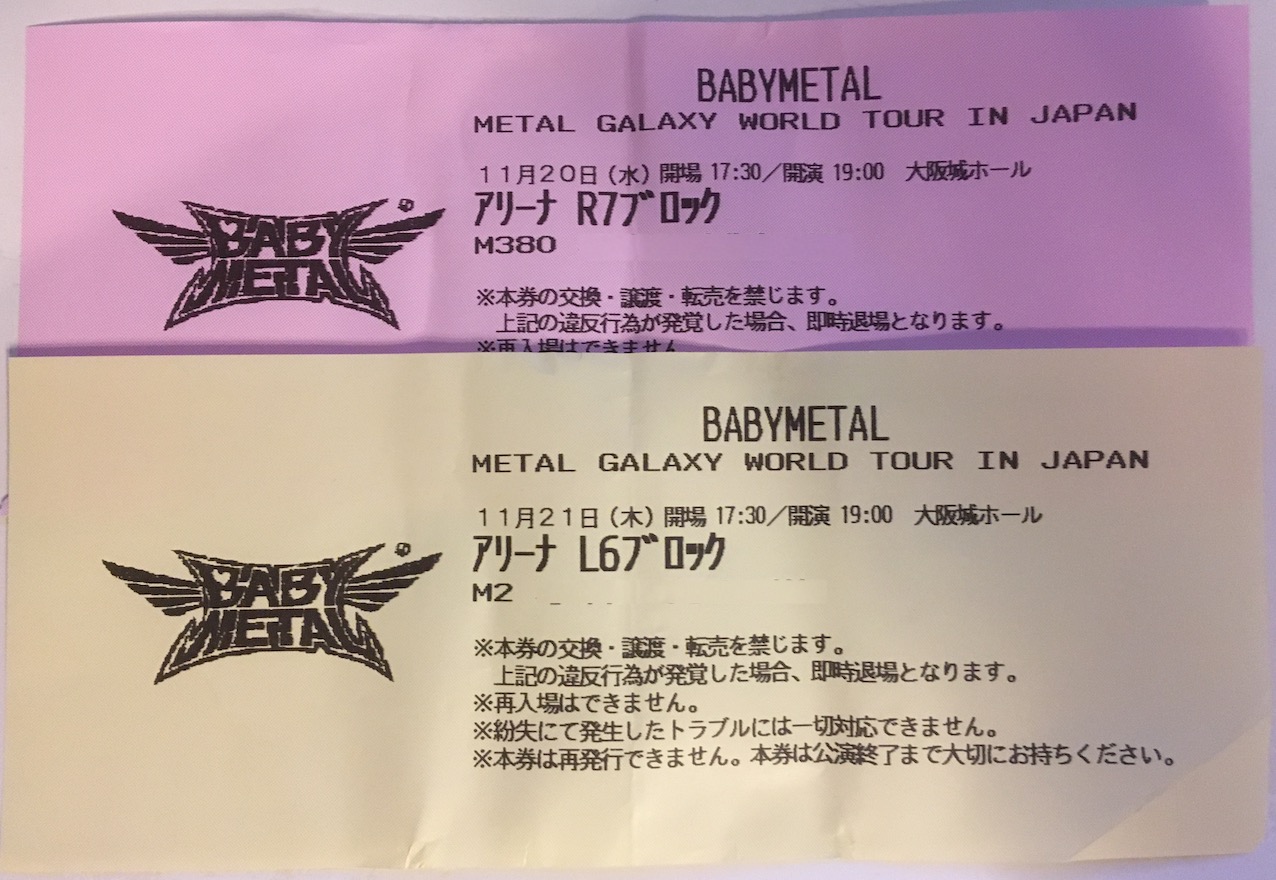 BABYMETAL
METAL GALAXY WORLD TOUR IN JAPAN
11月20日(水) 開場 17:30/開演 19:00 大阪城ホール
アリーナ R7ブロック
M380
BABY
METAL
※本券の交換・譲渡・転売を禁じます。
上記の違反行為が発覚した場合、即時退場となります。
※再入場はできません
BABYMETAL
METAL GALAXY WORLD TOUR IN JAPAN
11月21日(木) 開場 17:30/開演 19:00 大阪城ホール
アリーナ L6ブロック
M2
BABY
METAL
※本券の交換・譲渡・転売を禁じます。
上記の違反行為が発覚した場合、即時退場となります。
※再入場はできません。
※紛失にて発生したトラブルには一切対応できません。
※本券は再発行できません。本券は公演終了まで大切にお持ちください。